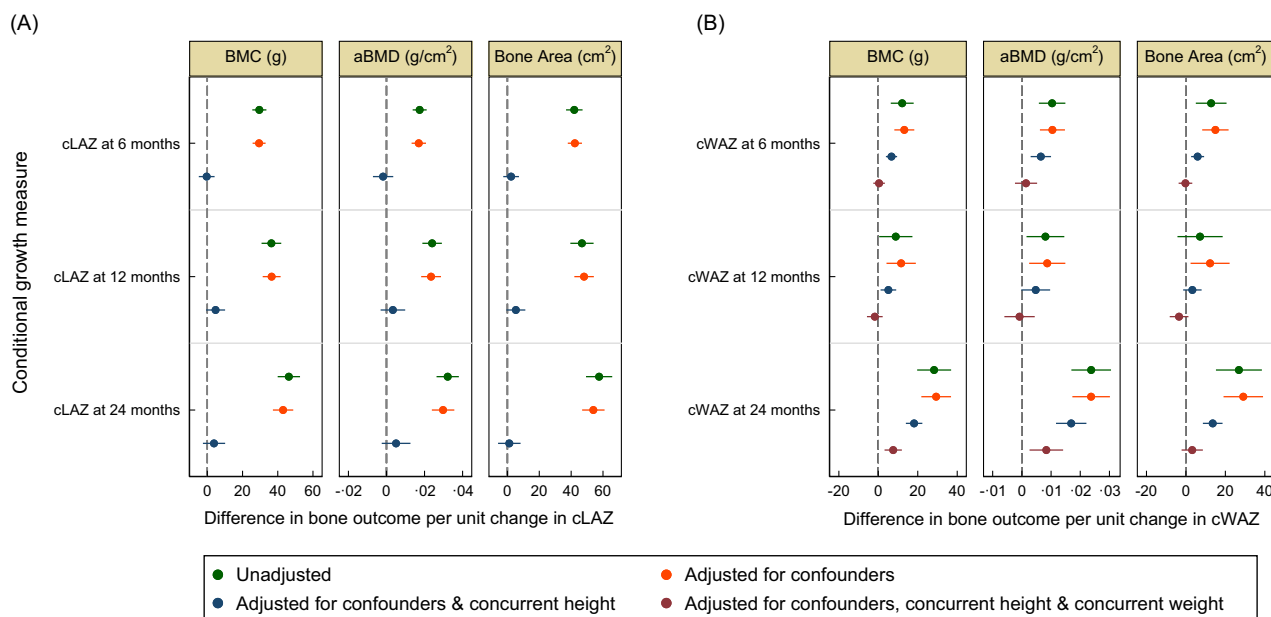 (A)
(B)
BMC (g) aBMD (g/cm²) Bone Area (cm²)
BMC (g) aBMD (g/cm²) Bone Area (cm²)
Conditional growth measure
cLAZ at 6 months
cLAZ at 12 months
cLAZ at 24 months
cWAZ at 6 months
cWAZ at 12 months
cWAZ at 24 months
0 20 40 60 -·02 0 ·02 ·04 0 20 40 60
-20 0 20 40 -·01 0 ·01 ·02 ·03 -20 0 20 40
Difference in bone outcome per unit change in cLAZ
Difference in bone outcome per unit change in cWAZ
Unadjusted
Adjusted for confounders
Adjusted for confounders & concurrent height
Adjusted for confounders, concurrent height & concurrent weight